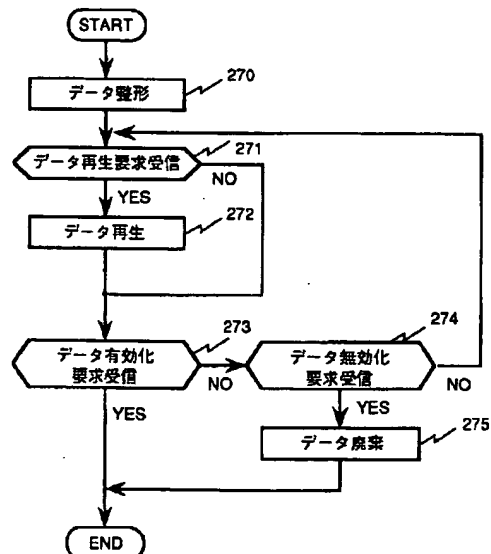 START
データ整形
270
データ再生要求受信
271
NO
YES
データ再生
272
データ有効化
要求受信
273
NO
YES
データ無効化
要求受信
274
NO
YES
データ廃棄
275
END